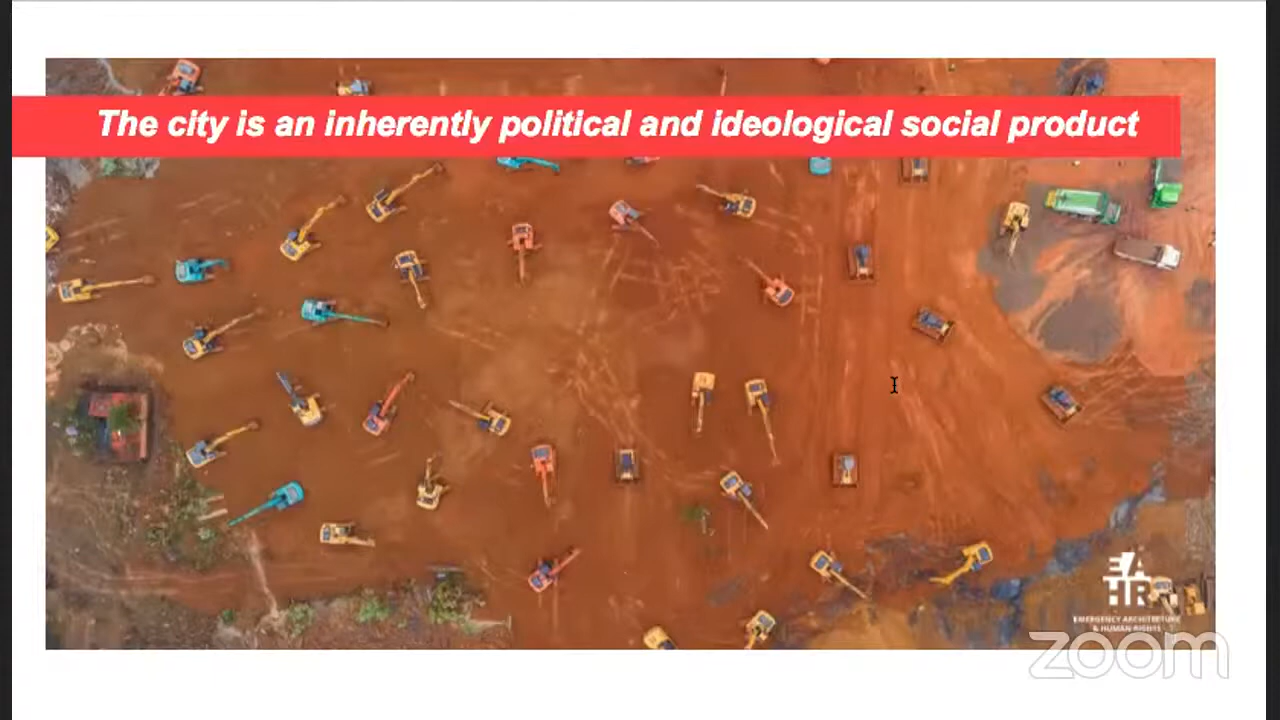 The city is an inherently political and ideological social product
EA
HR
EMERGENCY ARCHITECTURE
& HUMAN RIGHTS
zoom